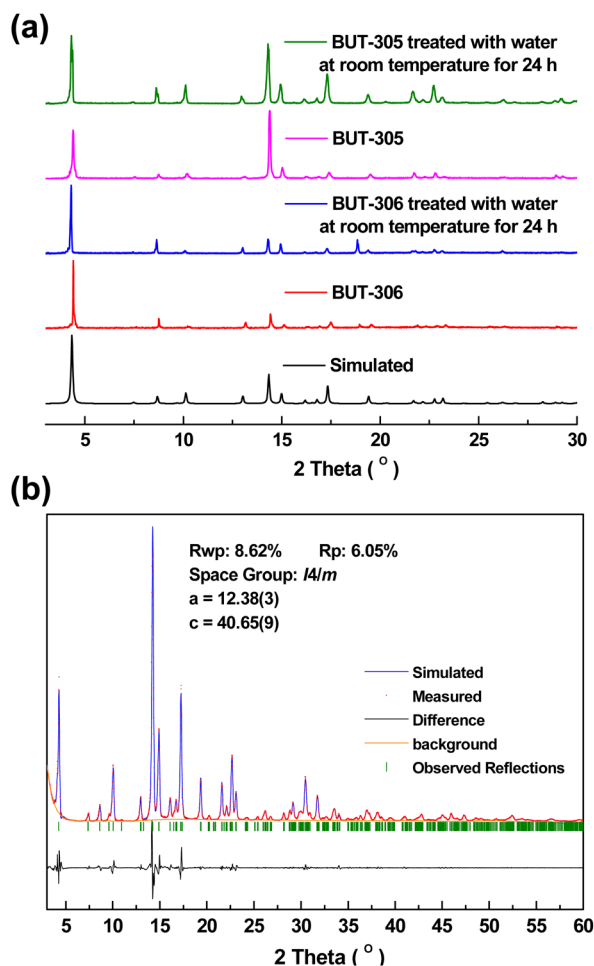 (a)
BUT-305 treated with water
at room temperature for 24 h
BUT-305
BUT-306 treated with water
at room temperature for 24 h
BUT-306
Simulated
5 10 15 20 25 30
2 Theta ( O )
(b)
Rwp: 8.62% Rp: 6.05%
Space Group: I4/m
a = 12.38(3)
c = 40.65(9)
Simulated
Measured
Difference
background
Observed Reflections
5 10 15 20 25 30 35 40 45 50 55 60
2 Theta ( O )